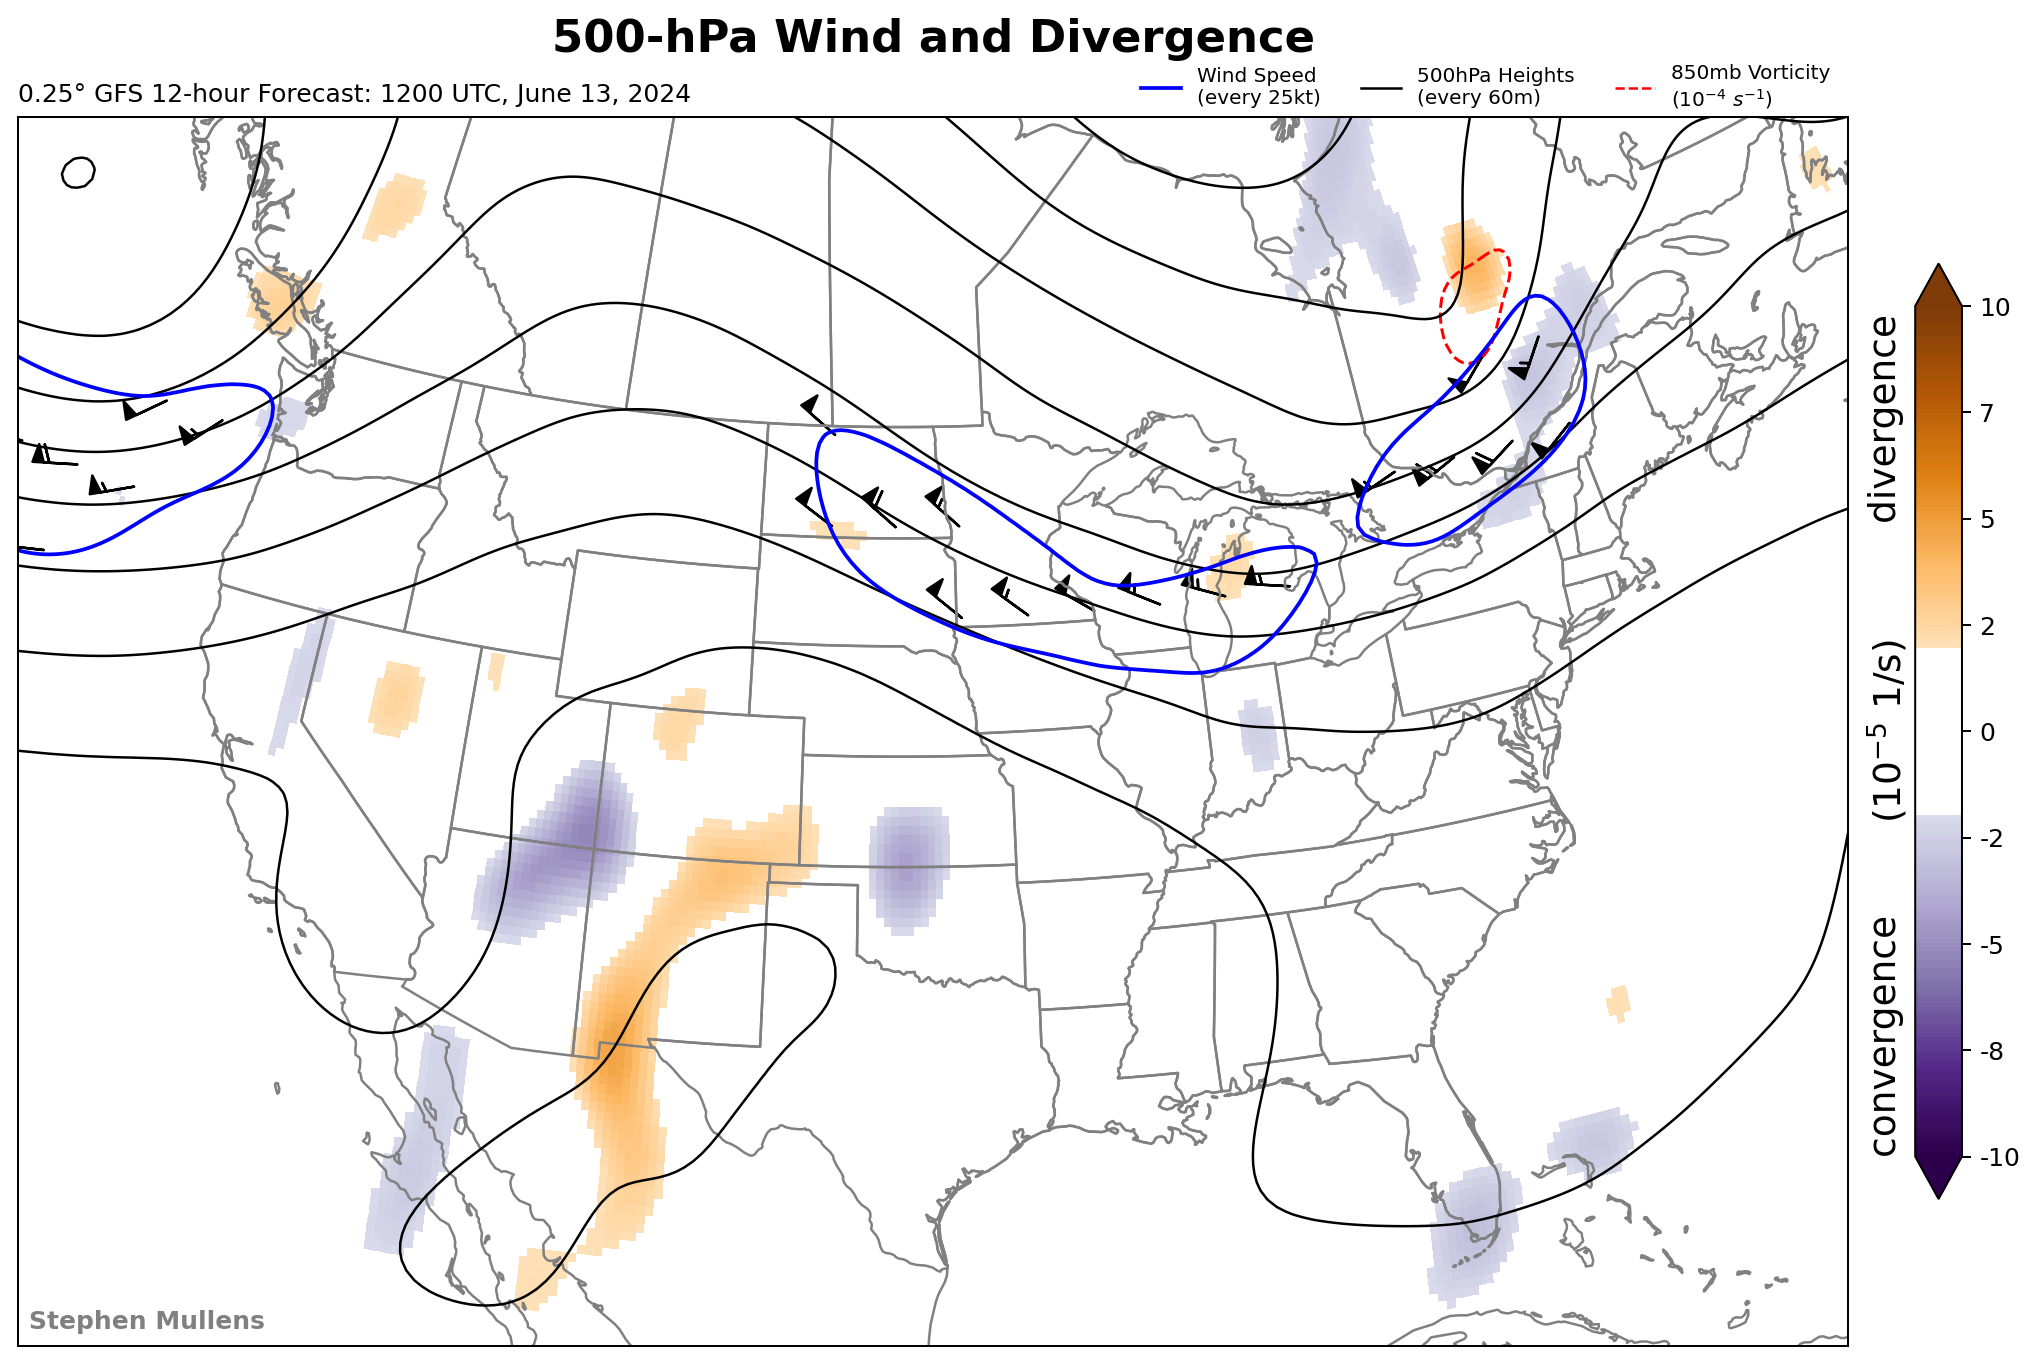 500-hPa Wind and Divergence
0.25° GFS 12-hour Forecast: 1200 UTC, June 13, 2024
Wind Speed
(every 25kt)
500hPa Heights
(every 60m)
850mb Vorticity
(10⁻⁴ s⁻¹)
10
7
5
2
0
-2
-5
-8
-10
convergence (10⁻⁵ 1/s) divergence
Stephen Mullens